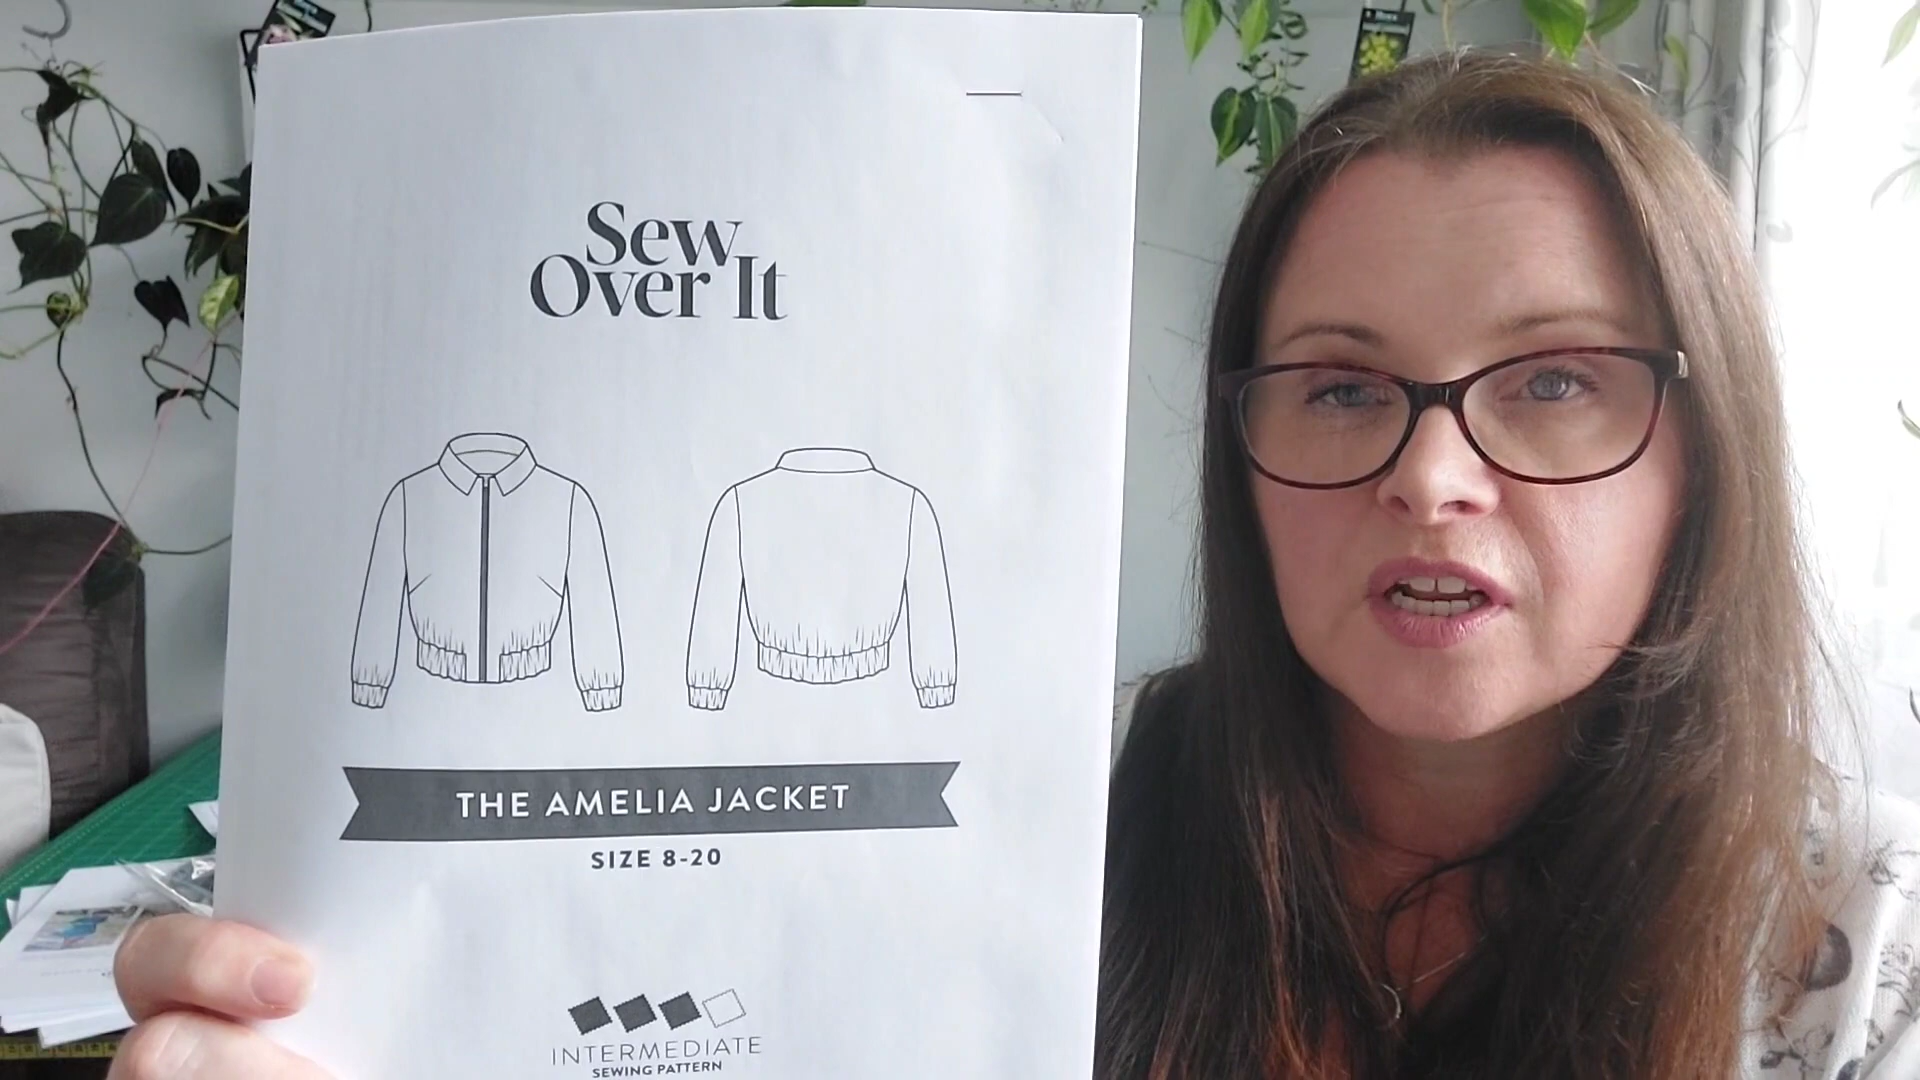 Sew
Over It
THE AMELIA JACKET
SIZE 8-20
INTERMEDIATE
SEWING PATTERN